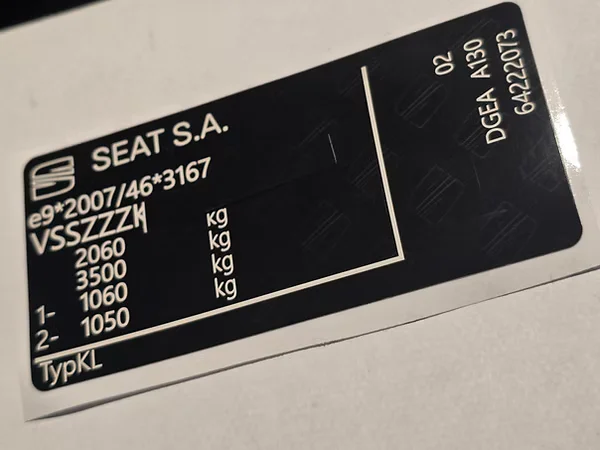 SEAT S.A.
e9*2007/46*3167
VSSZZZK
2060 kg
3500 kg
1- 1060 kg
2- 1050 kg
TypKL
02
DGEA A130
64222073